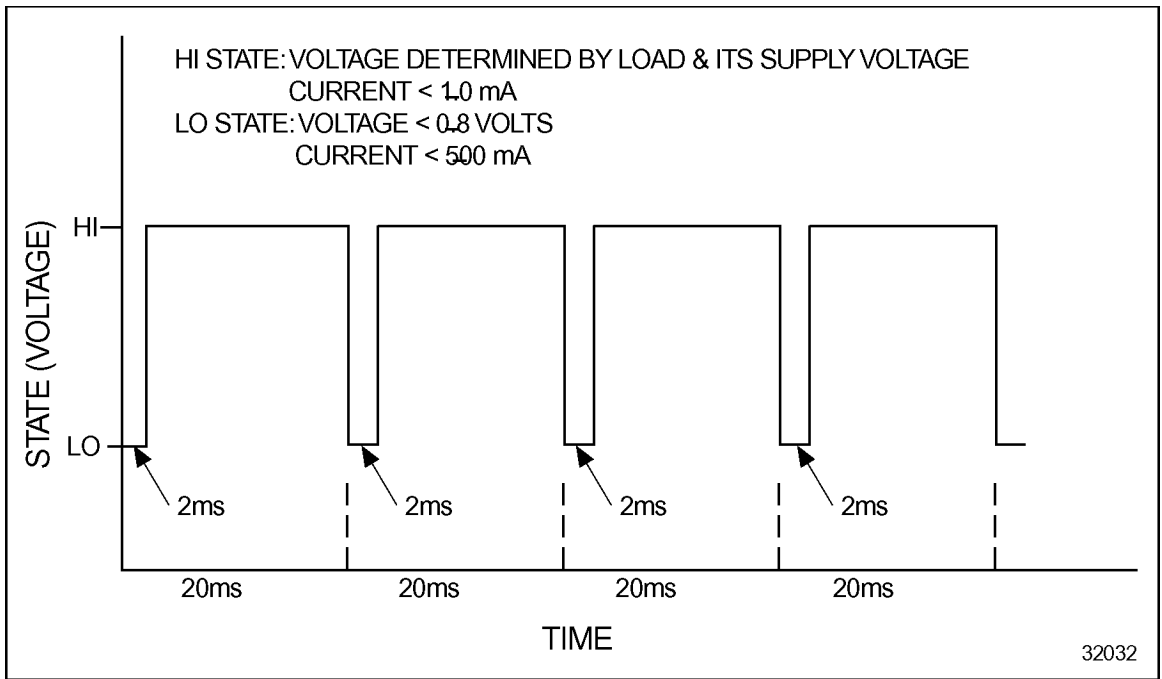 HI STATE: VOLTAGE DETERMINED BY LOAD & ITS SUPPLY VOLTAGE
CURRENT < 1.0 mA
LO STATE: VOLTAGE < 0.8 VOLTS
CURRENT < 500 mA
HI
STATE (VOLTAGE)
LO
2ms 2ms 2ms 2ms
20ms 20ms 20ms 20ms
TIME
32032